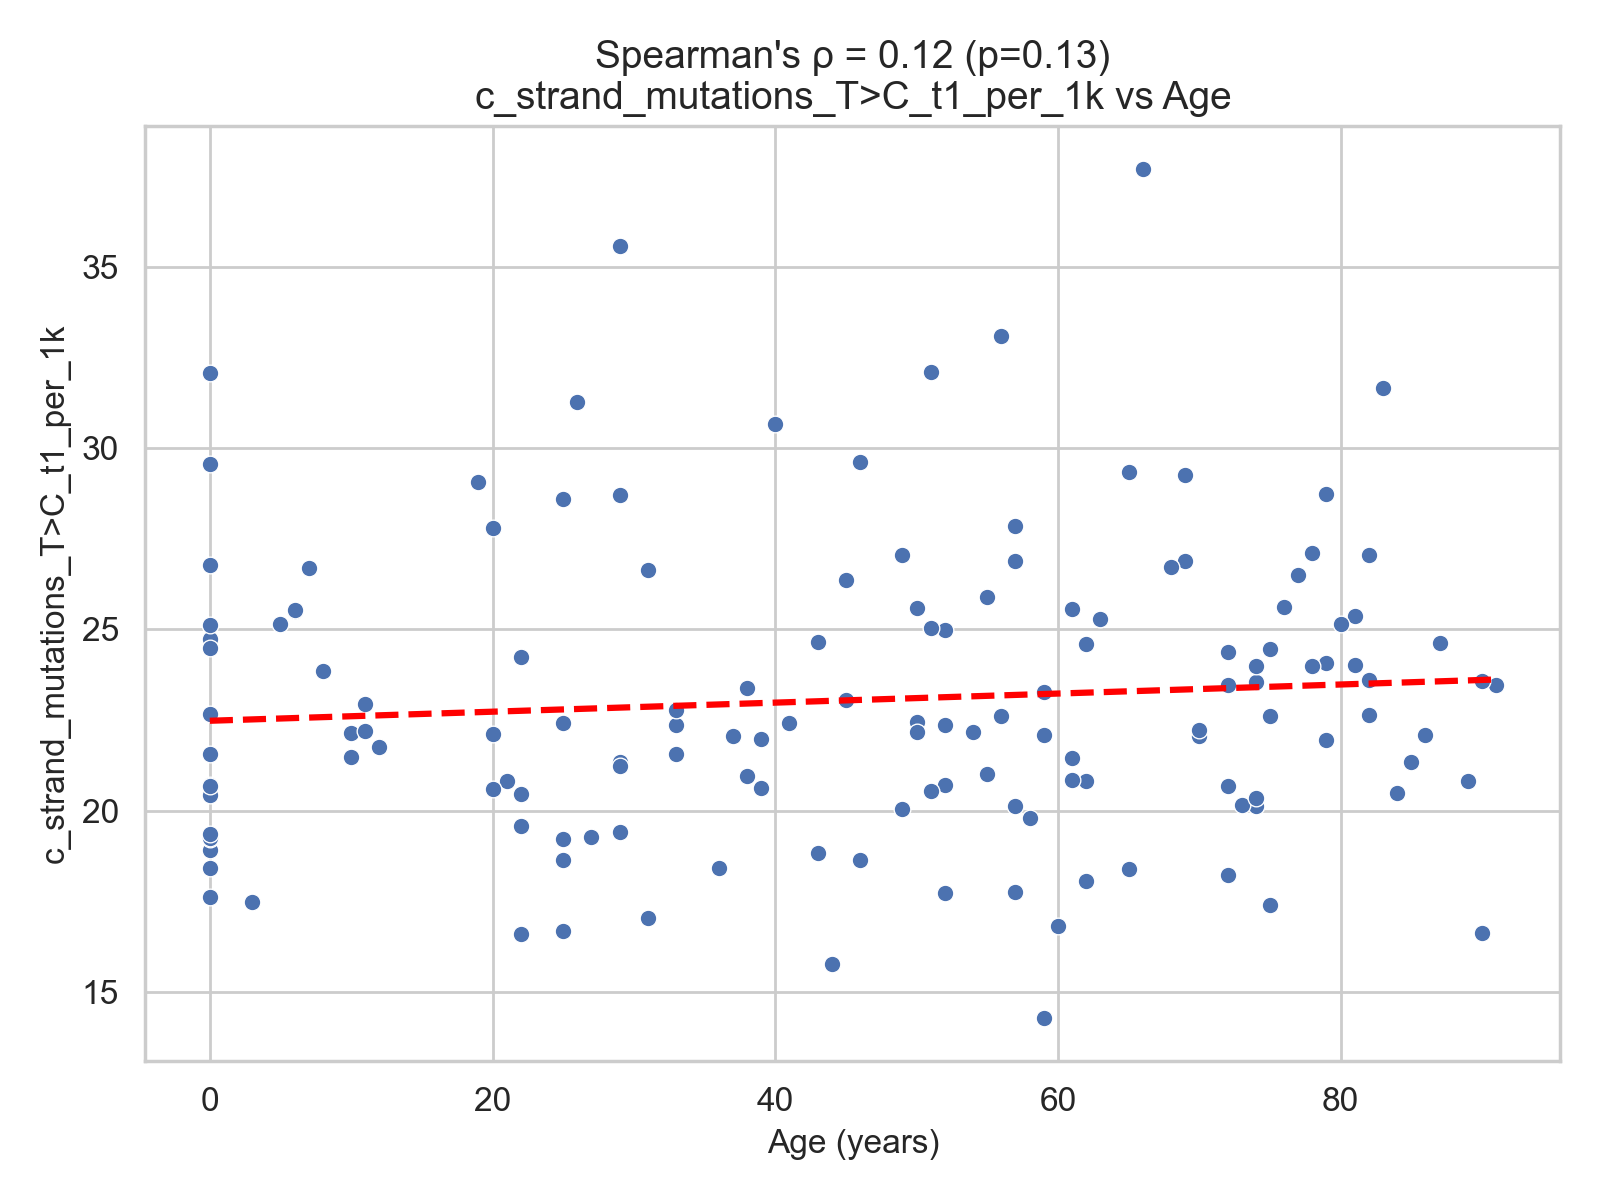 Spearman's ρ = 0.12 (p=0.13)
c_strand_mutations_T>C_t1_per_1k vs Age
c_strand_mutations_T>C_t1_per_1k
35
30
25
20
15
0 20 40 60 80
Age (years)